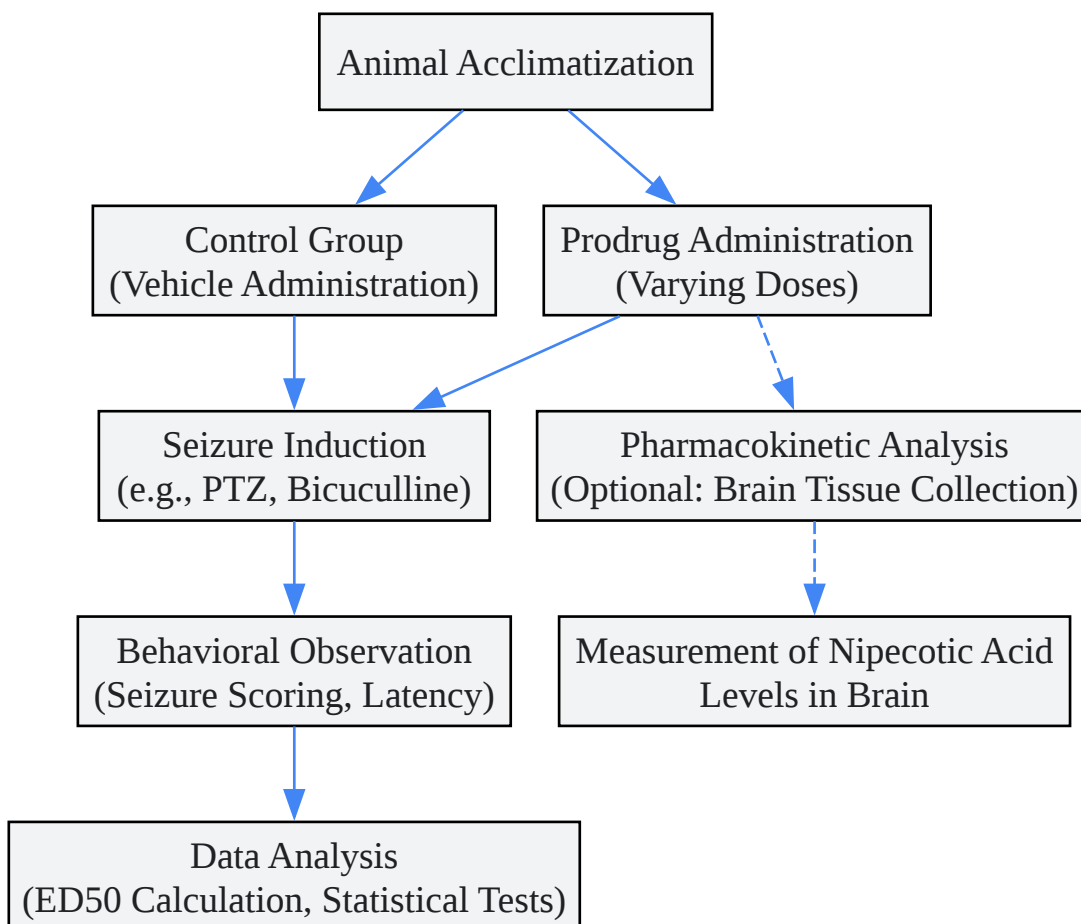 Animal Acclimatization
Control Group
(Vehicle Administration)
Prodrug Administration
(Varying Doses)
Seizure Induction
(e.g., PTZ, Bicuculline)
Pharmacokinetic Analysis
(Optional: Brain Tissue Collection)
Behavioral Observation
(Seizure Scoring, Latency)
Measurement of Nipecotic Acid
Levels in Brain
Data Analysis
(ED50 Calculation, Statistical Tests)